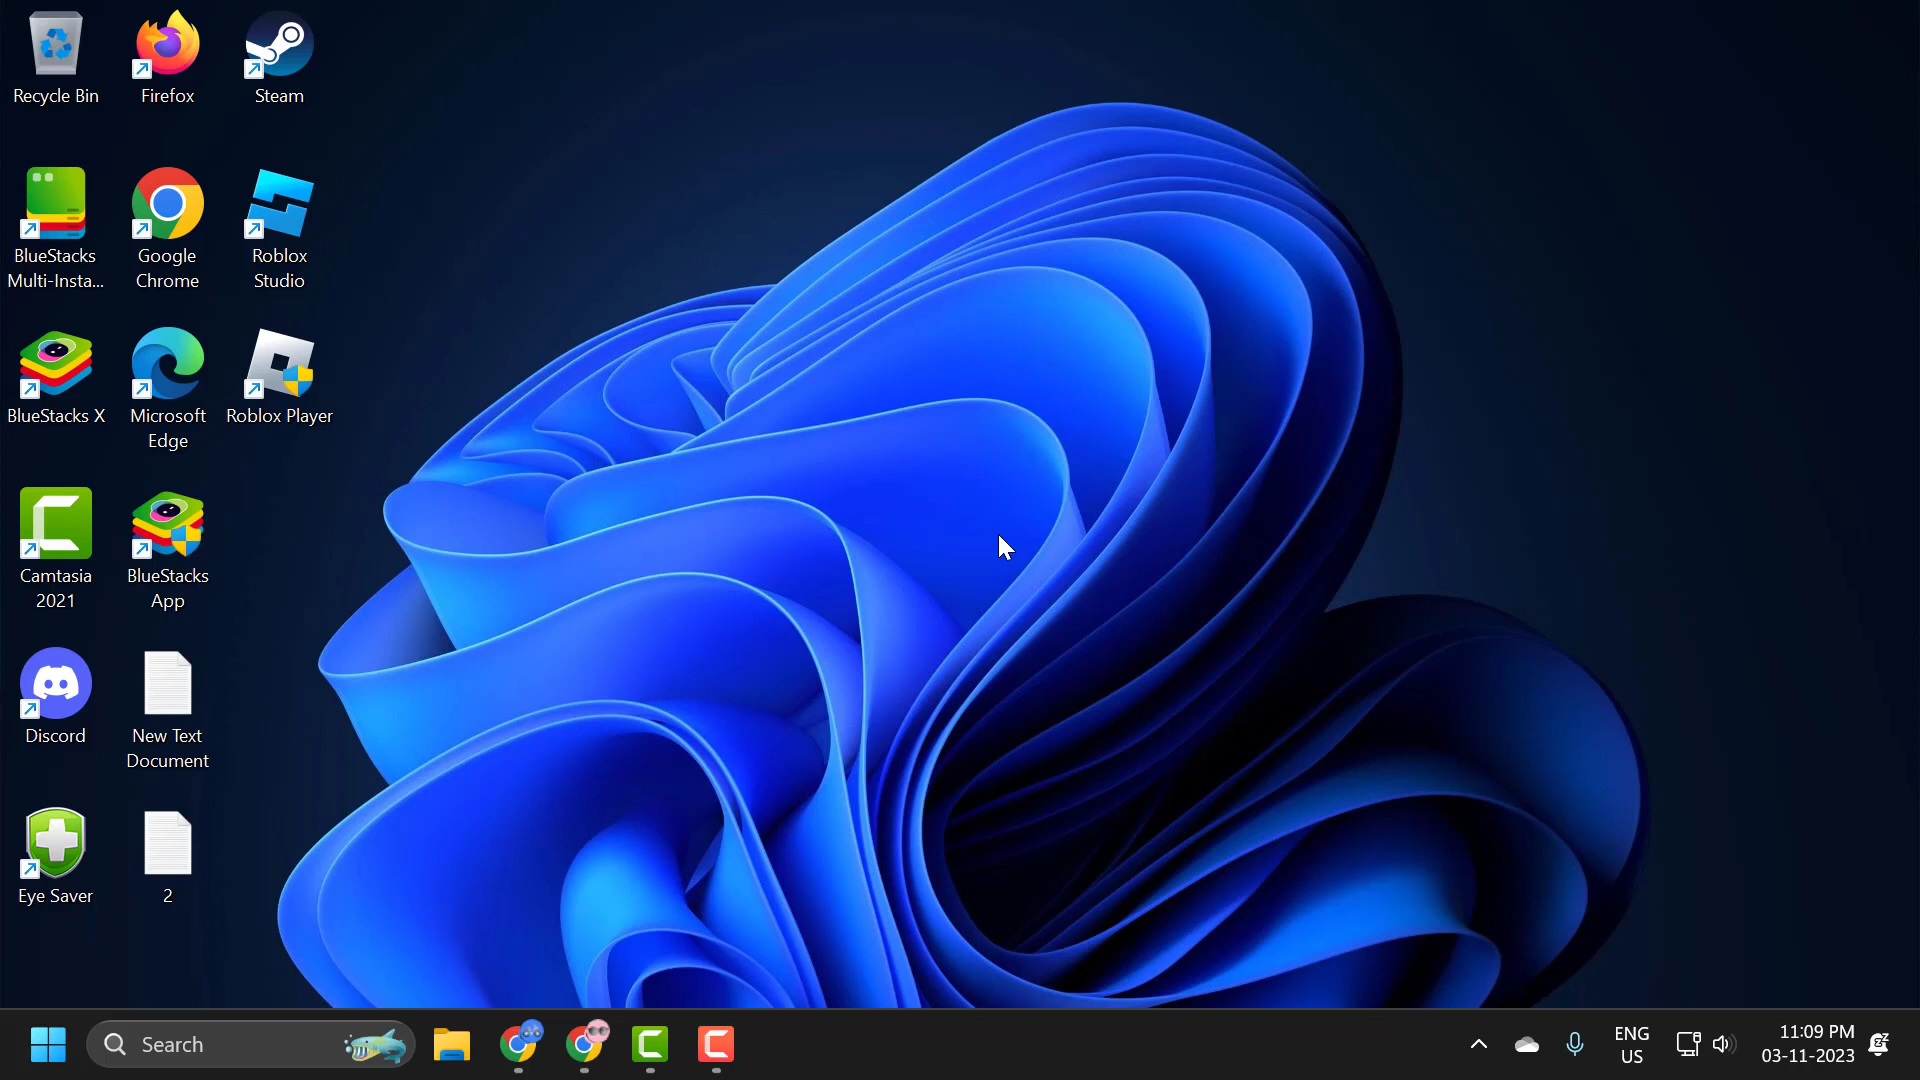 Recycle Bin
Firefox
Steam
BlueStacks
Multi-Insta...
Google
Chrome
Roblox
Studio
BlueStacks X
Microsoft
Edge
Roblox Player
Camtasia
2021
BlueStacks
App
Discord
New Text
Document
Eye Saver
2
Search
ENG
US
11:09 PM
03-11-2023